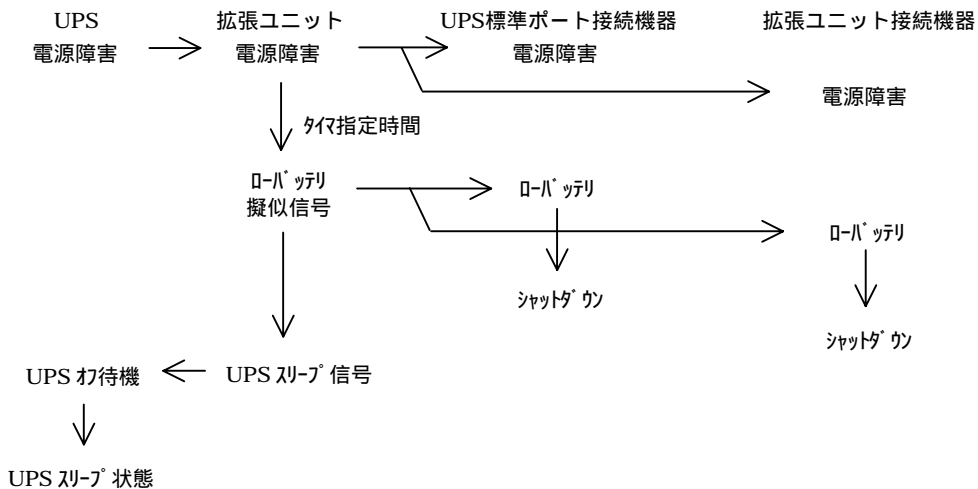 UPS 拡張ユニット UPS標準ポート接続機器 拡張ユニット接続機器
電源障害 電源障害 電源障害
電源障害
ﾀｲﾏ指定時間
ﾛｰﾊﾞｯﾃﾘ ﾛｰﾊﾞｯﾃﾘ
擬似信号
ﾛｰﾊﾞｯﾃﾘ
ｼｬｯﾄﾀﾞｳﾝ
ｼｬｯﾄﾀﾞｳﾝ
UPS ｵﾌ待機 UPS ｽﾘｰﾌﾟ信号
UPS ｽﾘｰﾌﾟ状態